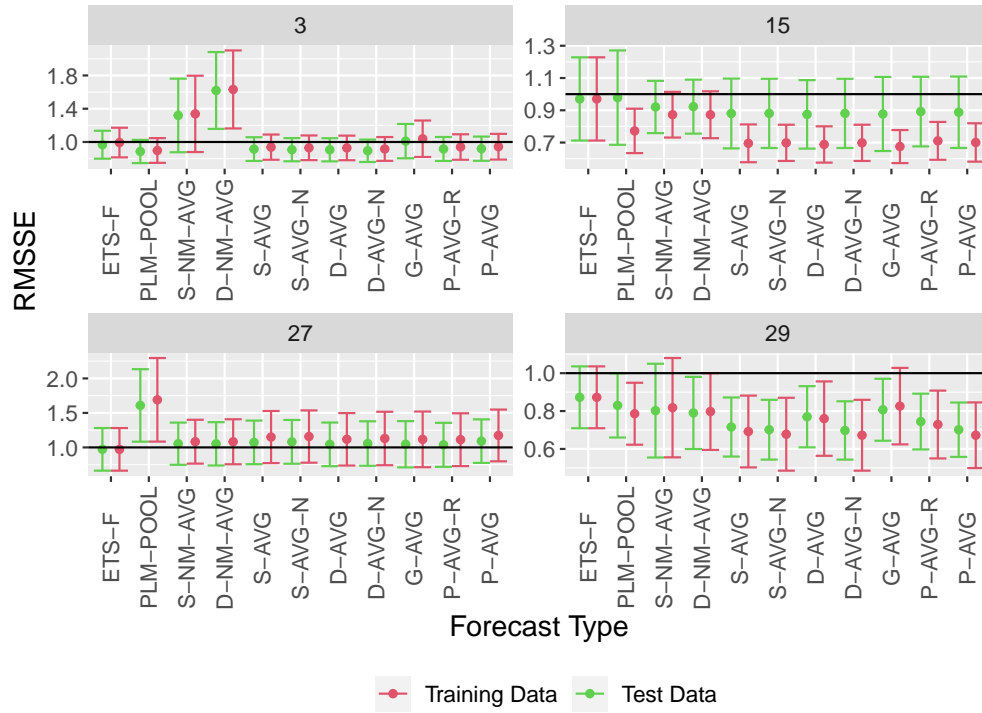 3
15
1.8
1.4
1.0
1.3
1.1
0.9
0.7
ETS−F
PLM−POOL
S−NM−AVG
D−NM−AVG
S−AVG
S−AVG−N
D−AVG
D−AVG−N
G−AVG
P−AVG−R
P−AVG
ETS−F
PLM−POOL
S−NM−AVG
D−NM−AVG
S−AVG
S−AVG−N
D−AVG
D−AVG−N
G−AVG
P−AVG−R
P−AVG
RMSSE
27
29
2.0
1.5
1.0
1.0
0.8
0.6
ETS−F
PLM−POOL
S−NM−AVG
D−NM−AVG
S−AVG
S−AVG−N
D−AVG
D−AVG−N
G−AVG
P−AVG−R
P−AVG
ETS−F
PLM−POOL
S−NM−AVG
D−NM−AVG
S−AVG
S−AVG−N
D−AVG
D−AVG−N
G−AVG
P−AVG−R
P−AVG
Forecast Type
Training Data
Test Data